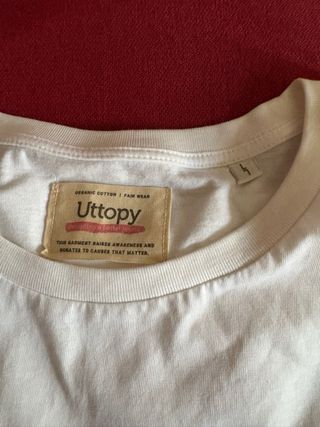 ORGANIC COTTON | FAIR WEAR
Uttopy
THIS GARMENT RAISES AWARENESS AND
DONATES TO CAUSES THAT MATTER.